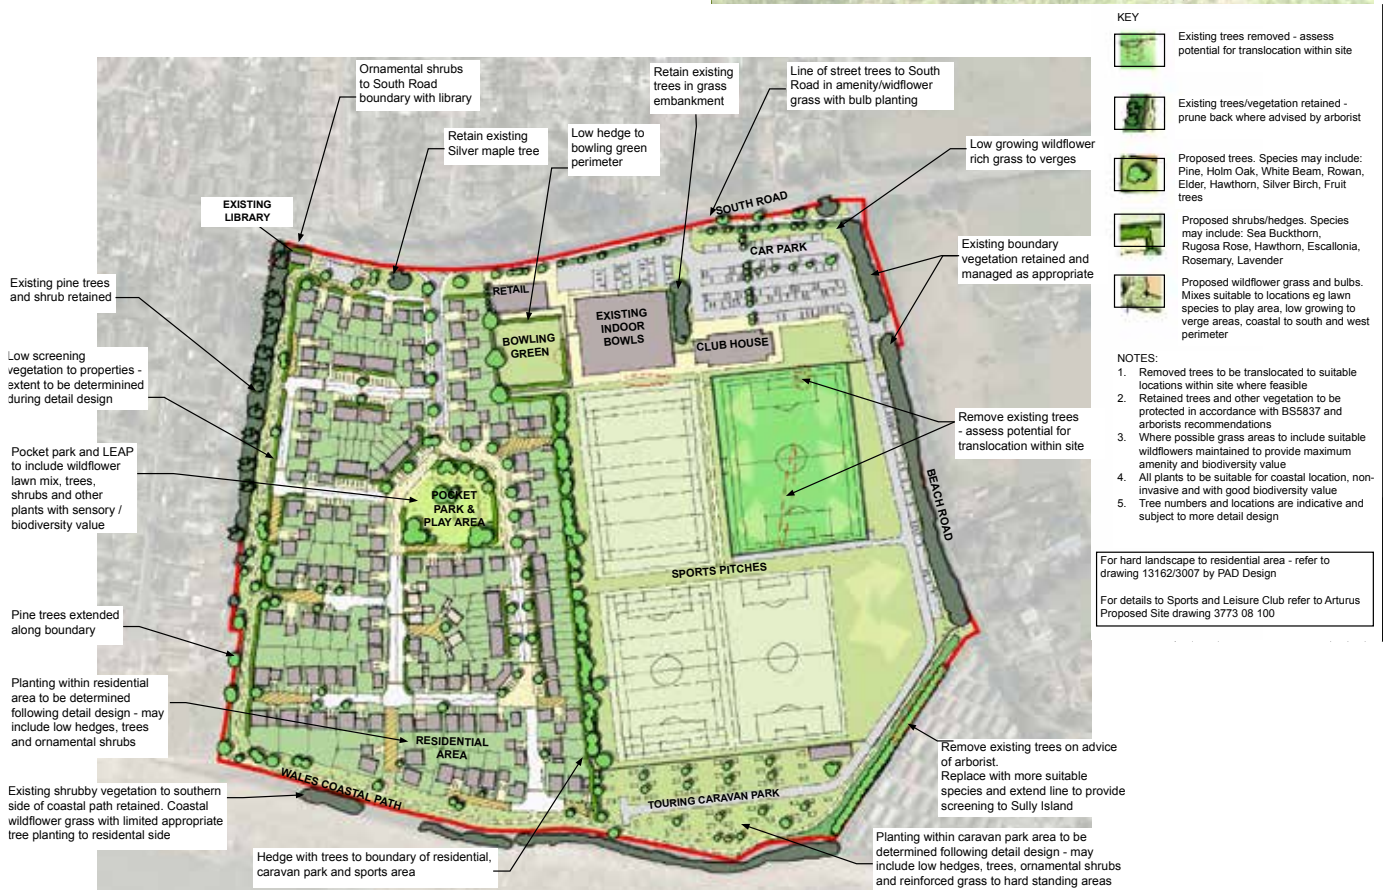 Ornamental shrubs
to South Road
boundary with library
Retain existing
Silver maple tree
Low hedge to
bowling green
perimeter
Retain existing
trees in grass
embankment
Line of street trees to South
Road in amenity/widflower
grass with bulb planting
Low growing wildflower
rich grass to verges
Existing boundary
vegetation retained and
managed as appropriate
Remove existing trees
- assess potential for
translocation within site
Remove existing trees on advice
of arborist.
Replace with more suitable
species and extend line to provide
screening to Sully Island
Planting within caravan park area to be
determined following detail design - may
include low hedges, trees, ornamental shrubs
and reinforced grass to hard standing areas
Hedge with trees to boundary of residential,
caravan park and sports area
Existing shrubby vegetation to southern
side of coastal path retained. Coastal
wildflower grass with limited appropriate
tree planting to residental side
Planting within residential
area to be determined
following detail design - may
include low hedges, trees
and ornamental shrubs
Pine trees extended
along boundary
Pocket park and LEAP
to include wildflower
lawn mix, trees,
shrubs and other
plants with sensory /
biodiversity value
Low screening
vegetation to properties -
extent to be determinined
during detail design
Existing pine trees
and shrub retained
EXISTING
LIBRARY
SOUTH ROAD
CAR PARK
RETAIL
BOWLING
GREEN
EXISTING
INDOOR
BOWLS
CLUB HOUSE
POCKET
PARK &
PLAY AREA
SPORTS PITCHES
BEACH ROAD
RESIDENTIAL
AREA
WALES COASTAL PATH
TOURING CARAVAN PARK
KEY
Existing trees removed - assess
potential for translocation within site
Existing trees/vegetation retained -
prune back where advised by arborist
Proposed trees. Species may include:
Pine, Holm Oak, White Beam, Rowan,
Elder, Hawthorn, Silver Birch, Fruit
trees
Proposed shrubs/hedges. Species
may include: Sea Buckthorn,
Rugosa Rose, Hawthorn, Escallonia,
Rosemary, Lavender
Proposed wildflower grass and bulbs.
Mixes suitable to locations eg lawn
species to play area, low growing to
verge areas, coastal to south and west
perimeter
NOTES:
1. Removed trees to be translocated to suitable
locations within site where feasible
2. Retained trees and other vegetation to be
protected in accordance with BS5837 and
arborists recommendations
3. Where possible grass areas to include suitable
wildflowers maintained to provide maximum
amenity and biodiversity value
4. All plants to be suitable for coastal location, non-
invasive and with good biodiversity value
5. Tree numbers and locations are indicative and
subject to more detail design
For hard landscape to residential area - refer to
drawing 13162/3007 by PAD Design
For details to Sports and Leisure Club refer to Arturus
Proposed Site drawing 3773 08 100